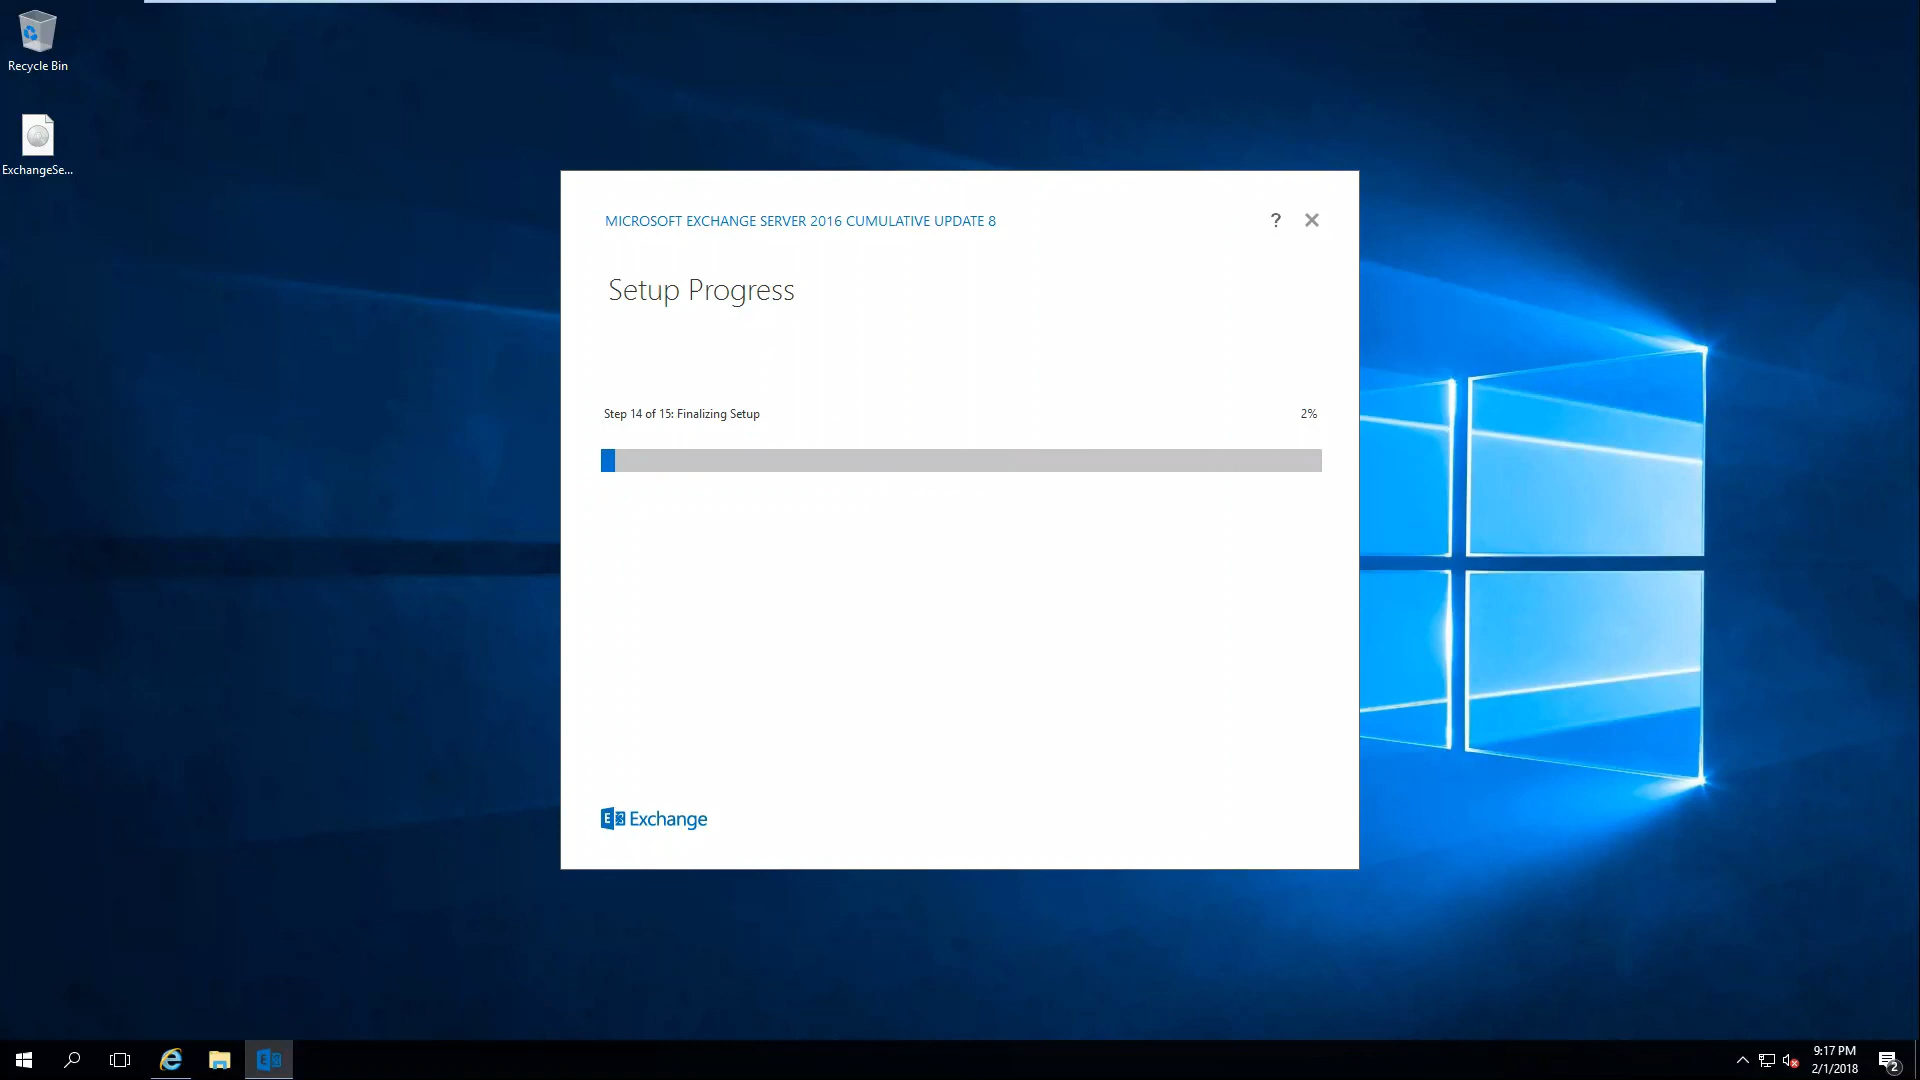 Recycle Bin
ExchangeSe...
MICROSOFT EXCHANGE SERVER 2016 CUMULATIVE UPDATE 8
?
Setup Progress
Step 14 of 15: Finalizing Setup 2%
E Exchange
E
9:17 PM
2/1/2018
2